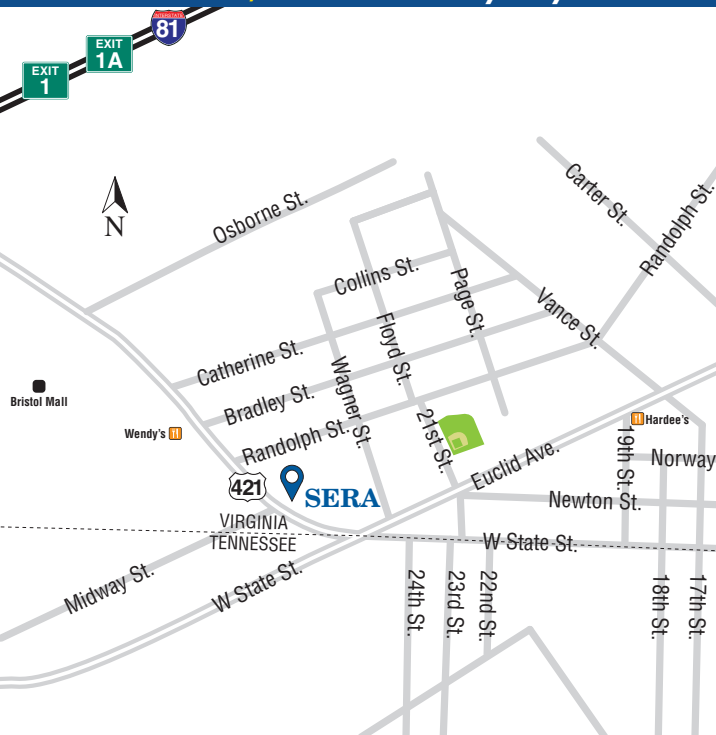 INTERSTATE
81
EXIT
1A
EXIT
1
N
Osborne St.
Carter St.
Randolph St.
Collins St.
Page St.
Vance St.
Floyd St.
Catherine St.
Wagner St.
Bradley St.
Bristol Mall
Wendy's
Randolph St.
21st St.
Hardee's
19th St.
Euclid Ave.
Norway
421
SERA
Newton St.
VIRGINIA
TENNESSEE
W State St.
Midway St.
W State St.
24th St.
23rd St.
22nd St.
18th St.
17th St.